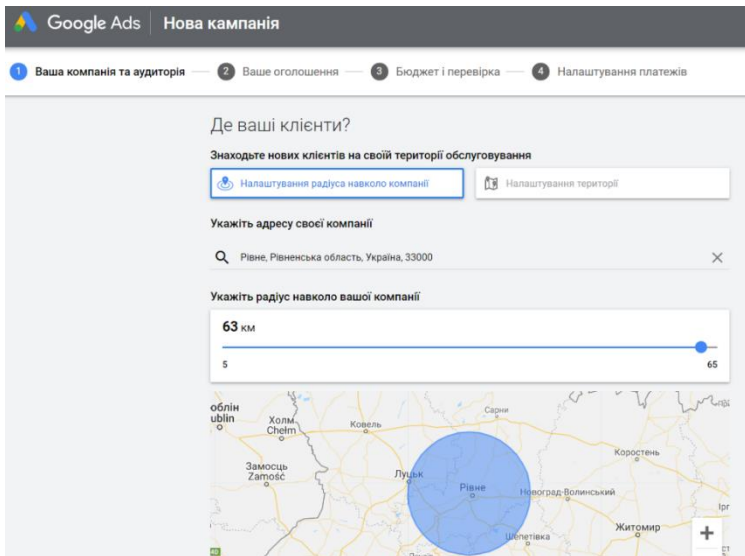 Google Ads Нова кампанія
1 Ваша компанія та аудиторія 2 Ваше оголошення 3 Бюджет і перевірка 4 Налаштування платежів
Де ваші клієнти?
Знаходьте нових клієнтів на своїй території обслуговування
Налаштування радіуса навколо компанії Налаштування території
Укажіть адресу своєї компанії
Рівне, Рівненська область, Україна, 33000
Укажіть радіус навколо вашої компанії
63 км
5 65
облін
ublin
Холм
Chełm
Ковель
Сарни
Коростень
Замосць
Zamość
Луцьк
Рівне
Новоград-Волинський
Шепетівка
Житомир
+
40